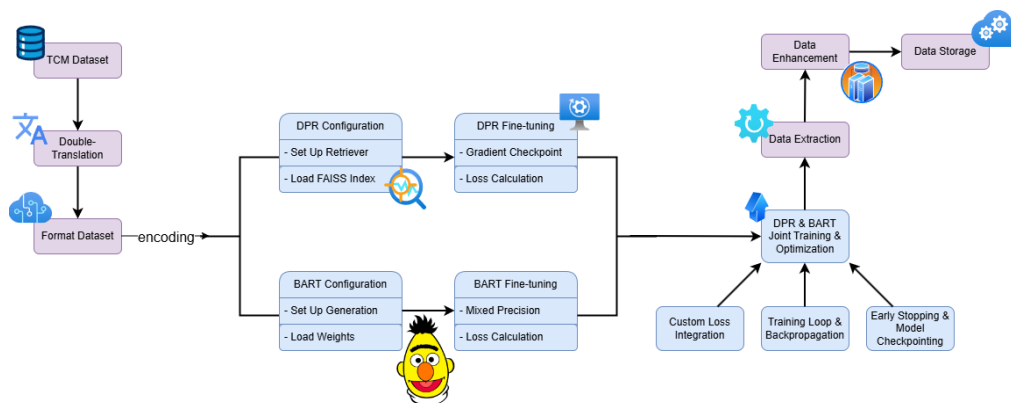 TCM Dataset
Double-
Translation
Format Dataset
encoding
DPR Configuration
- Set Up Retriever
- Load FAISS Index
DPR Fine-tuning
- Gradient Checkpoint
- Loss Calculation
BART Configuration
- Set Up Generation
- Load Weights
BART Fine-tuning
- Mixed Precision
- Loss Calculation
DPR & BART
Joint Training &
Optimization
Custom Loss
Integration
Training Loop &
Backpropagation
Early Stopping &
Model
Checkpointing
Data Extraction
Data
Enhancement
Data Storage